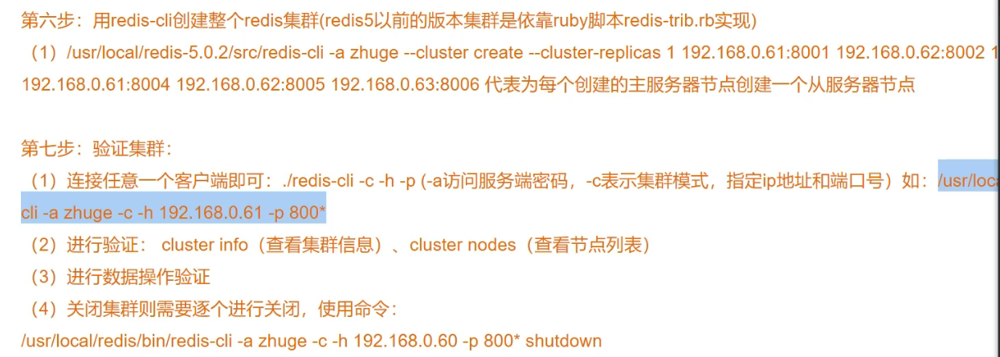 第六步：用redis-cli创建整个redis集群(redis5以前的版本集群是依靠ruby脚本redis-trib.rb实现)
（1）/usr/local/redis-5.0.2/src/redis-cli -a zhuge --cluster create --cluster-replicas 1 192.168.0.61:8001 192.168.0.62:8002 1
192.168.0.61:8004 192.168.0.62:8005 192.168.0.63:8006 代表为每个创建的主服务器节点创建一个从服务器节点
第七步：验证集群：
（1）连接任意一个客户端即可：./redis-cli -c -h -p (-a访问服务端密码，-c表示集群模式，指定ip地址和端口号）如：/usr/loc
cli -a zhuge -c -h 192.168.0.61 -p 800*
（2）进行验证： cluster info（查看集群信息）、cluster nodes（查看节点列表）
（3）进行数据操作验证
（4）关闭集群则需要逐个进行关闭，使用命令：
/usr/local/redis/bin/redis-cli -a zhuge -c -h 192.168.0.60 -p 800* shutdown